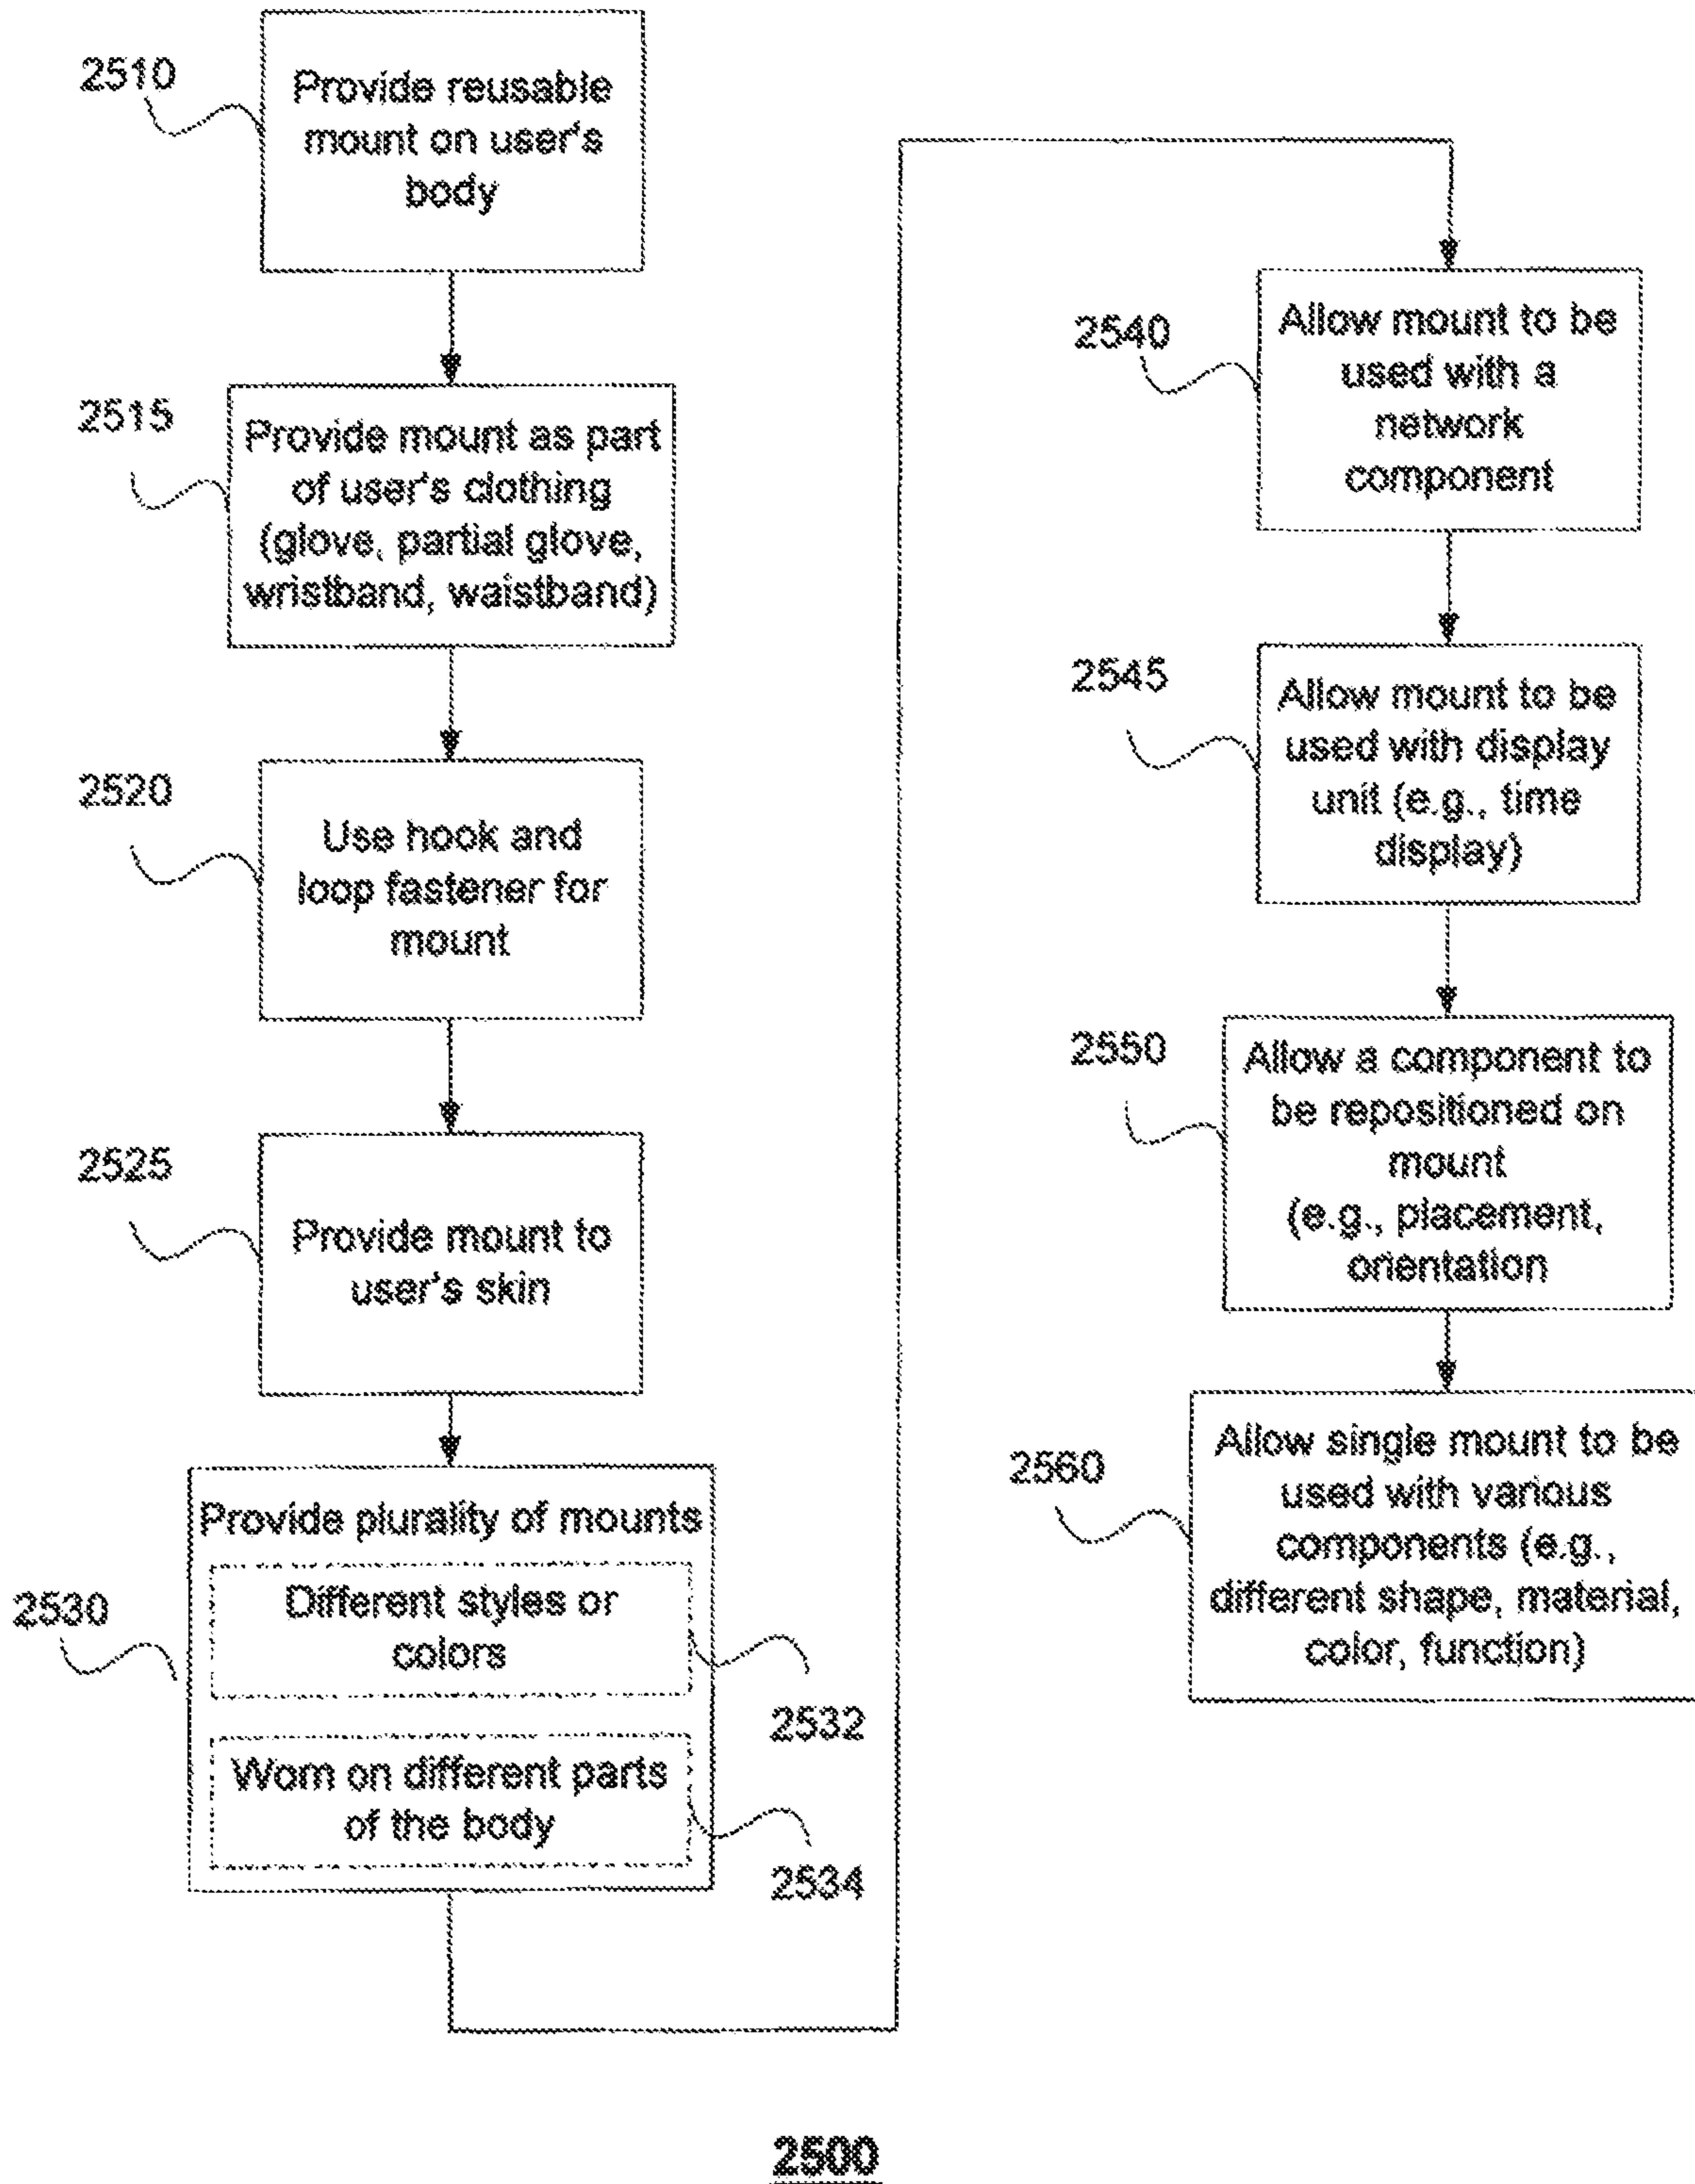 2510
Provide reusable
mount on user's
body
2515
Provide mount as part
of user's clothing
(glove, partial glove,
wristband, waistband)
2520
Use hook and
loop fastener for
mount
2525
Provide mount to
user's skin
2530
Provide plurality of mounts
Different styles or
colors
2532
Worn on different parts
of the body
2534
2540
Allow mount to be
used with a
network
component
2545
Allow mount to be
used with display
unit (e.g., time
display)
2550
Allow a component to
be repositioned on
mount
(e.g., placement,
orientation
2560
Allow single mount to be
used with various
components (e.g.,
different shape, material,
color, function)
2500